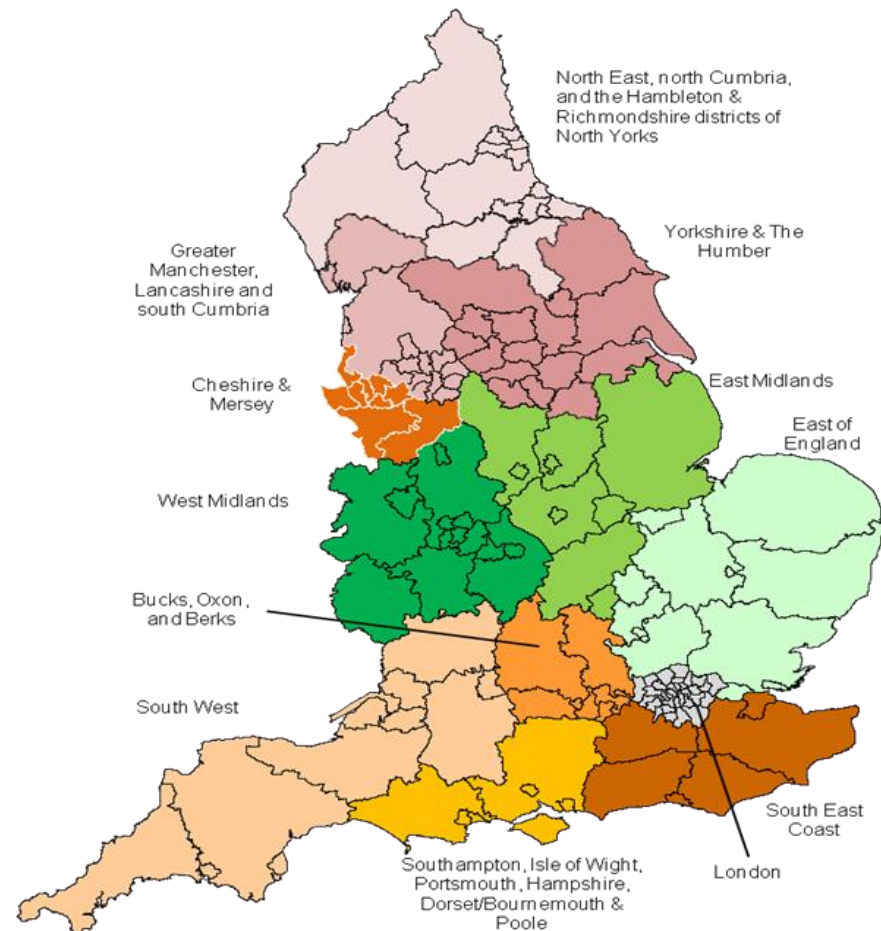 North East, north Cumbria,
and the Hambleton &
Richmondshire districts of
North Yorks
Yorkshire & The
Humber
Greater
Manchester,
Lancashire and
south Cumbria
Cheshire &
Mersey
East Midlands
East of
England
West Midlands
Bucks, Oxon,
and Berks
South West
South East
Coast
London
Southampton, Isle of Wight,
Portsmouth, Hampshire,
Dorset/Bournemouth &
Poole